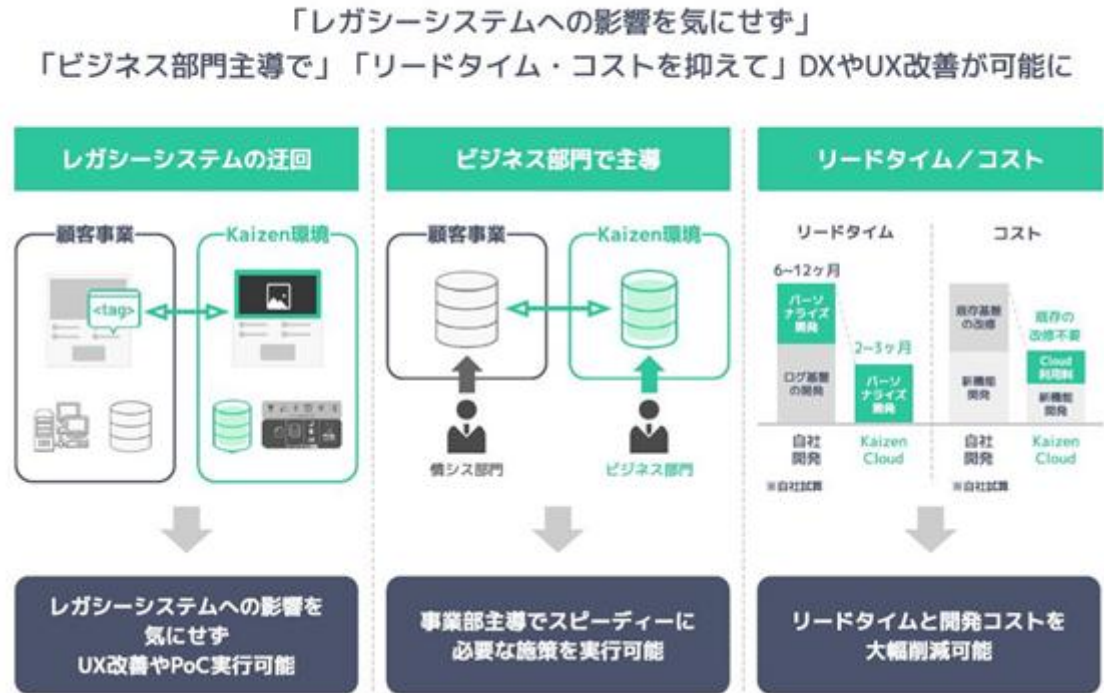 「レガシーシステムへの影響を気にせず」
「ビジネス部門主導で」「リードタイム・コストを抑えて」DXやUX改善が可能に
レガシーシステムの迂回
顧客事業
Kaizen環境
<tag>
レガシーシステムへの影響を
気にせず
UX改善やPoC実行可能
ビジネス部門で主導
顧客事業
Kaizen環境
情シス部門
ビジネス部門
事業部主導でスピーディーに
必要な施策を実行可能
リードタイム／コスト
リードタイム
6~12ヶ月
パーソ
ナライズ
開発
ログ基盤
の開発
2~3ヶ月
パーソ
ナライズ
開発
自社
開発
Kaizen
Cloud
※自社試算
コスト
既存基盤
の改修
新機能
開発
既存の
改修不要
Cloud
利用料
新機能
開発
自社
開発
Kaizen
Cloud
※自社試算
リードタイムと開発コストを
大幅削減可能